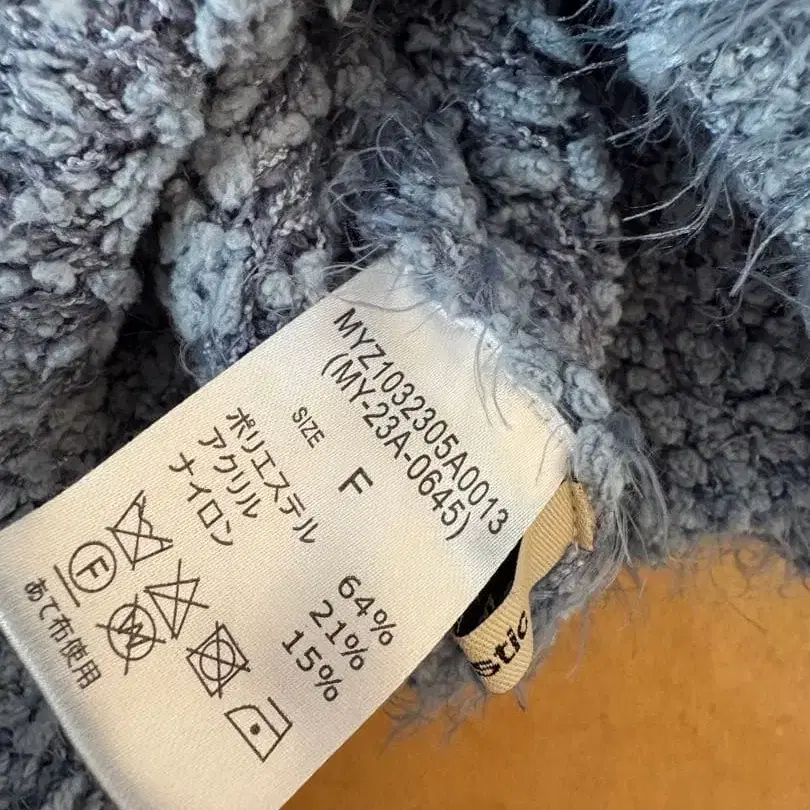 MYZ1032305A0013
(MY-23A-0645)
SIZE F
ポリエステル 64%
アクリル 21%
ナイロン 15%
F
W
あて布使用
stic